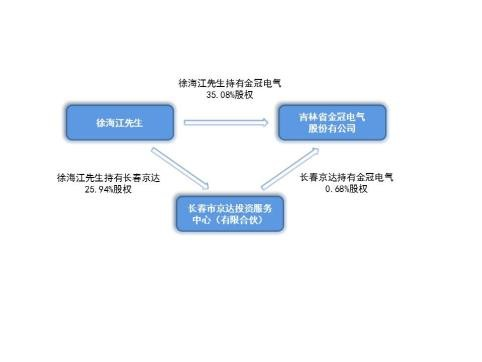 徐海江先生持有金冠电气
35.08%股权
徐海江先生
吉林省金冠电气
股份有公司
徐海江先生持有长春京达
25.94%股权
长春京达持有金冠电气
0.68%股权
长春市京达投资服务
中心（有限合伙）